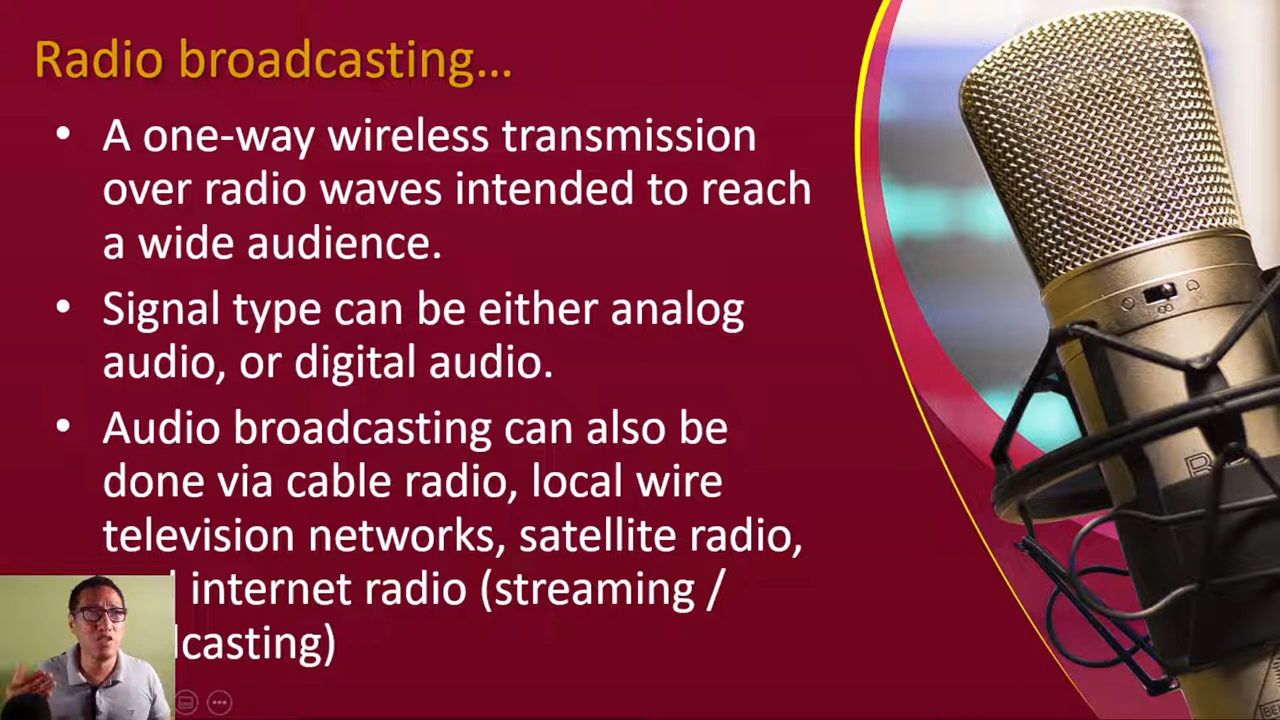 Radio broadcasting...
• A one-way wireless transmission
over radio waves intended to reach
a wide audience.
• Signal type can be either analog
audio, or digital audio.
• Audio broadcasting can also be
done via cable radio, local wire
television networks, satellite radio,
internet radio (streaming /
casting)